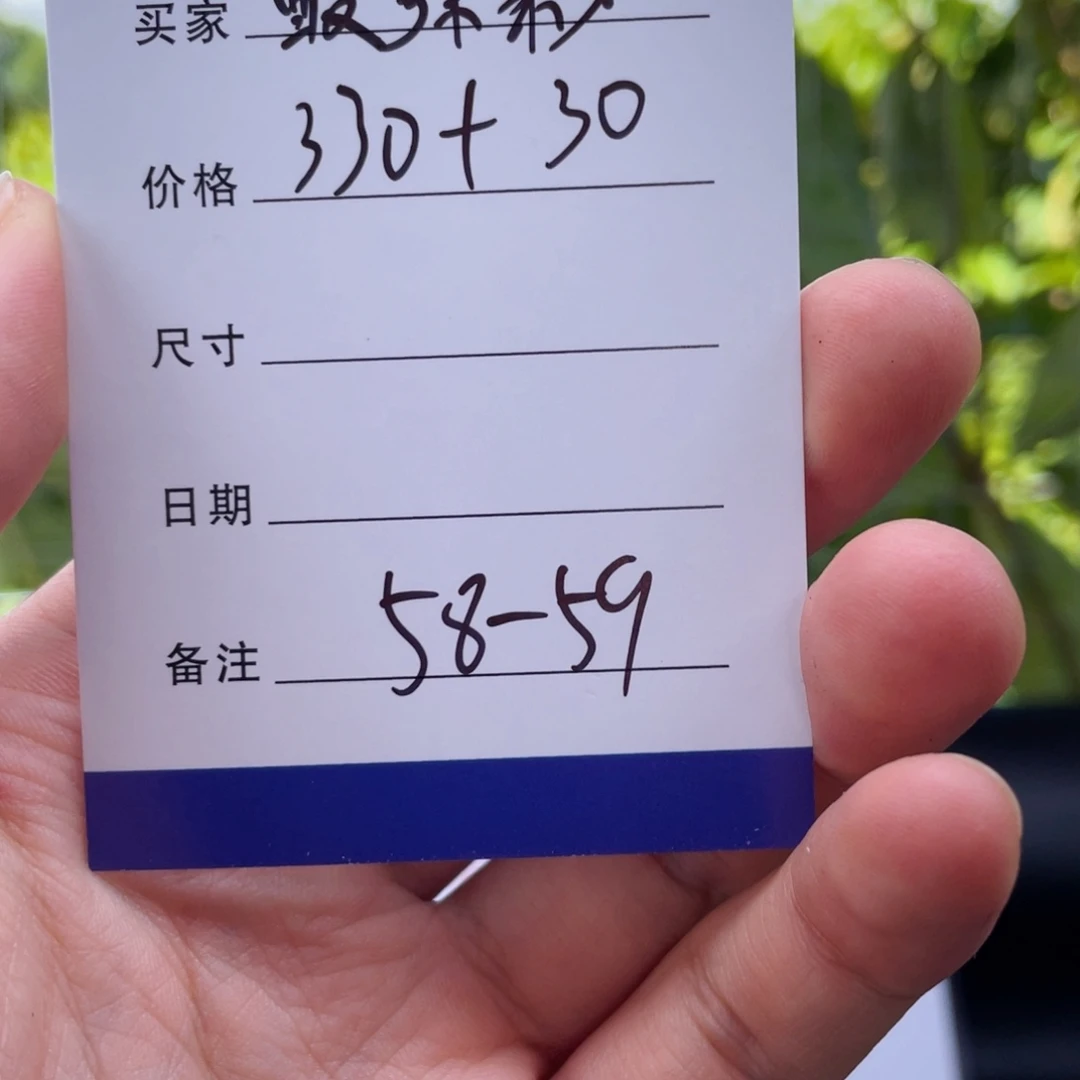 买家
价格 330+30
尺寸
日期
备注 58-59